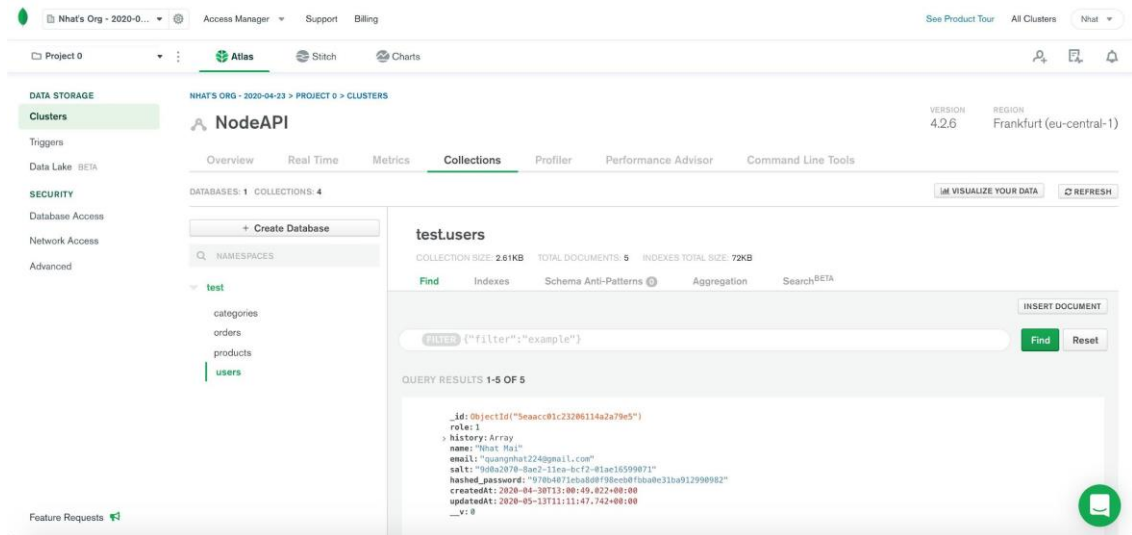 Nhat's Org - 2020-0...
Access Manager
Support
Billing
See Product Tour
All Clusters
Nhat
Project 0
Atlas
Stitch
Charts
DATA STORAGE
Clusters
Triggers
Data Lake BETA
SECURITY
Database Access
Network Access
Advanced
Feature Requests
NHAT'S ORG - 2020-04-23 > PROJECT 0 > CLUSTERS
NodeAPI
VERSION
4.2.6
REGION
Frankfurt (eu-central-1)
Overview
Real Time
Metrics
Collections
Profiler
Performance Advisor
Command Line Tools
DATABASES: 1 COLLECTIONS: 4
VISUALIZE YOUR DATA
REFRESH
+ Create Database
NAMESPACES
test
categories
orders
products
users
test.users
COLLECTION SIZE: 2.61KB TOTAL DOCUMENTS: 5 INDEXES TOTAL SIZE: 72KB
Find
Indexes
Schema Anti-Patterns 0
Aggregation
Search BETA
INSERT DOCUMENT
FILTER {"filter":"example"}
Find
Reset
QUERY RESULTS 1-5 OF 5
_id: ObjectId("5eaacc01c23206114a2a79e5")
role: 1
> history: Array
name: "Nhat Mai"
email: "quangnhat224@gmail.com"
salt: "9d0a2070-8ae2-11ea-bcf2-01ae16599071"
hashed_password: "970b4071eba8d0f98eeb0fbba0e31ba912990982"
createdAt: 2020-04-30T13:00:49.022+00:00
updatedAt: 2020-05-13T11:11:47.742+00:00
__v: 0